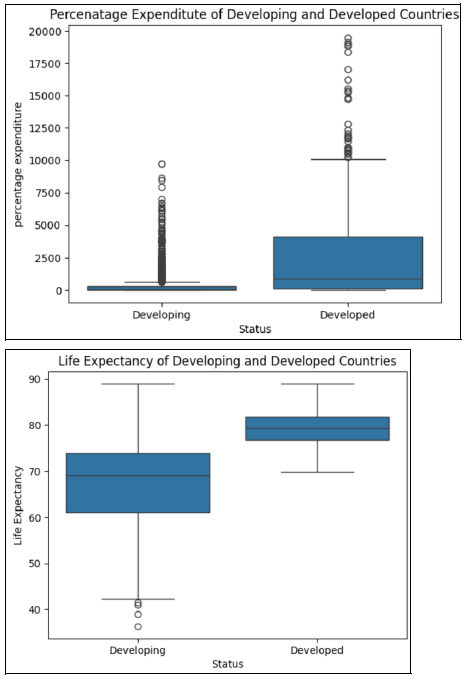 Percenatage Expenditute of Developing and Developed Countries
20000
17500
15000
12500
10000
7500
5000
2500
0
percentage expenditure
Developing
Developed
Status
Life Expectancy of Developing and Developed Countries
90
80
70
60
50
40
Life Expectancy
Developing
Developed
Status